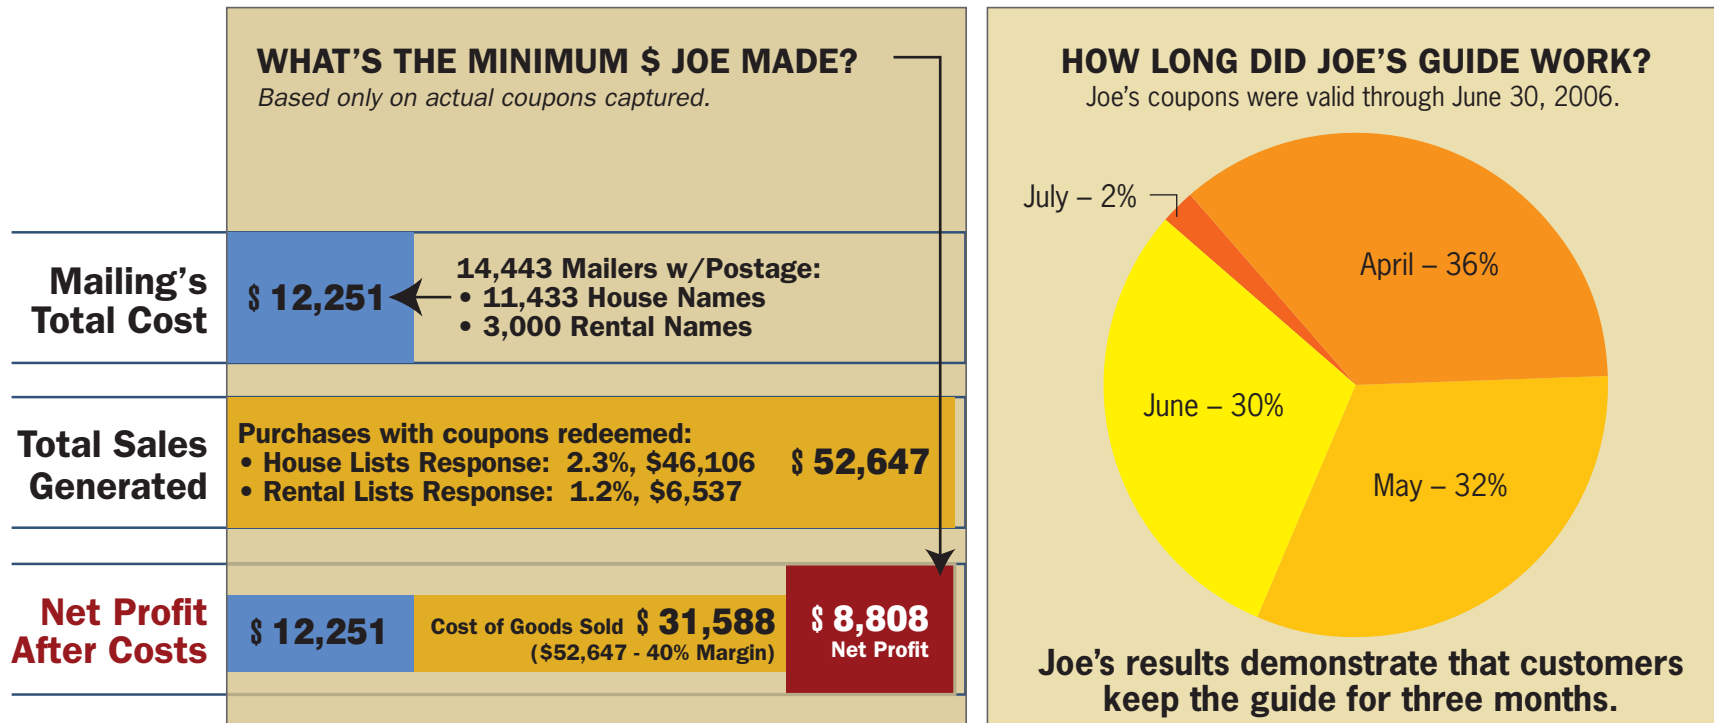 WHAT'S THE MINIMUM $ JOE MADE?
Based only on actual coupons captured.
Mailing's
Total Cost
$ 12,251
14,443 Mailers w/Postage:
• 11,433 House Names
• 3,000 Rental Names
Total Sales
Generated
Purchases with coupons redeemed:
• House Lists Response: 2.3%, $46,106
• Rental Lists Response: 1.2%, $6,537
$ 52,647
Net Profit
After Costs
$ 12,251
Cost of Goods Sold $ 31,588
($52,647 - 40% Margin)
$ 8,808
Net Profit
HOW LONG DID JOE'S GUIDE WORK?
Joe's coupons were valid through June 30, 2006.
July – 2%
April – 36%
June – 30%
May – 32%
Joe's results demonstrate that customers
keep the guide for three months.